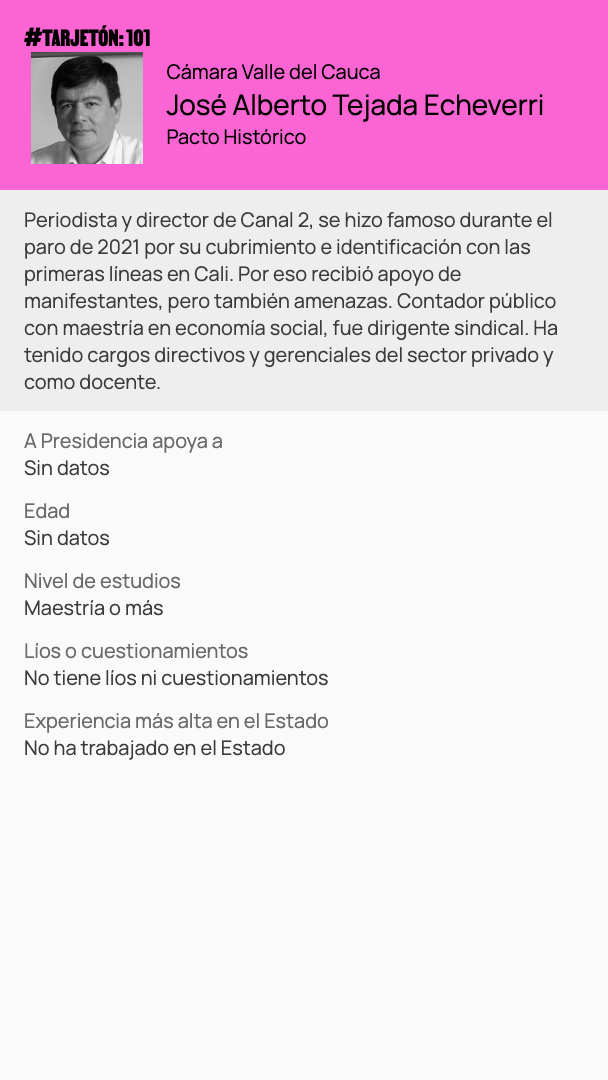 #TARJETÓN: 101
Cámara Valle del Cauca
José Alberto Tejada Echeverri
Pacto Histórico
Periodista y director de Canal 2, se hizo famoso durante el
paro de 2021 por su cubrimiento e identificación con las
primeras líneas en Cali. Por eso recibió apoyo de
manifestantes, pero también amenazas. Contador público
con maestría en economía social, fue dirigente sindical. Ha
tenido cargos directivos y gerenciales del sector privado y
como docente.
A Presidencia apoya a
Sin datos
Edad
Sin datos
Nivel de estudios
Maestría o más
Líos o cuestionamientos
No tiene líos ni cuestionamientos
Experiencia más alta en el Estado
No ha trabajado en el Estado